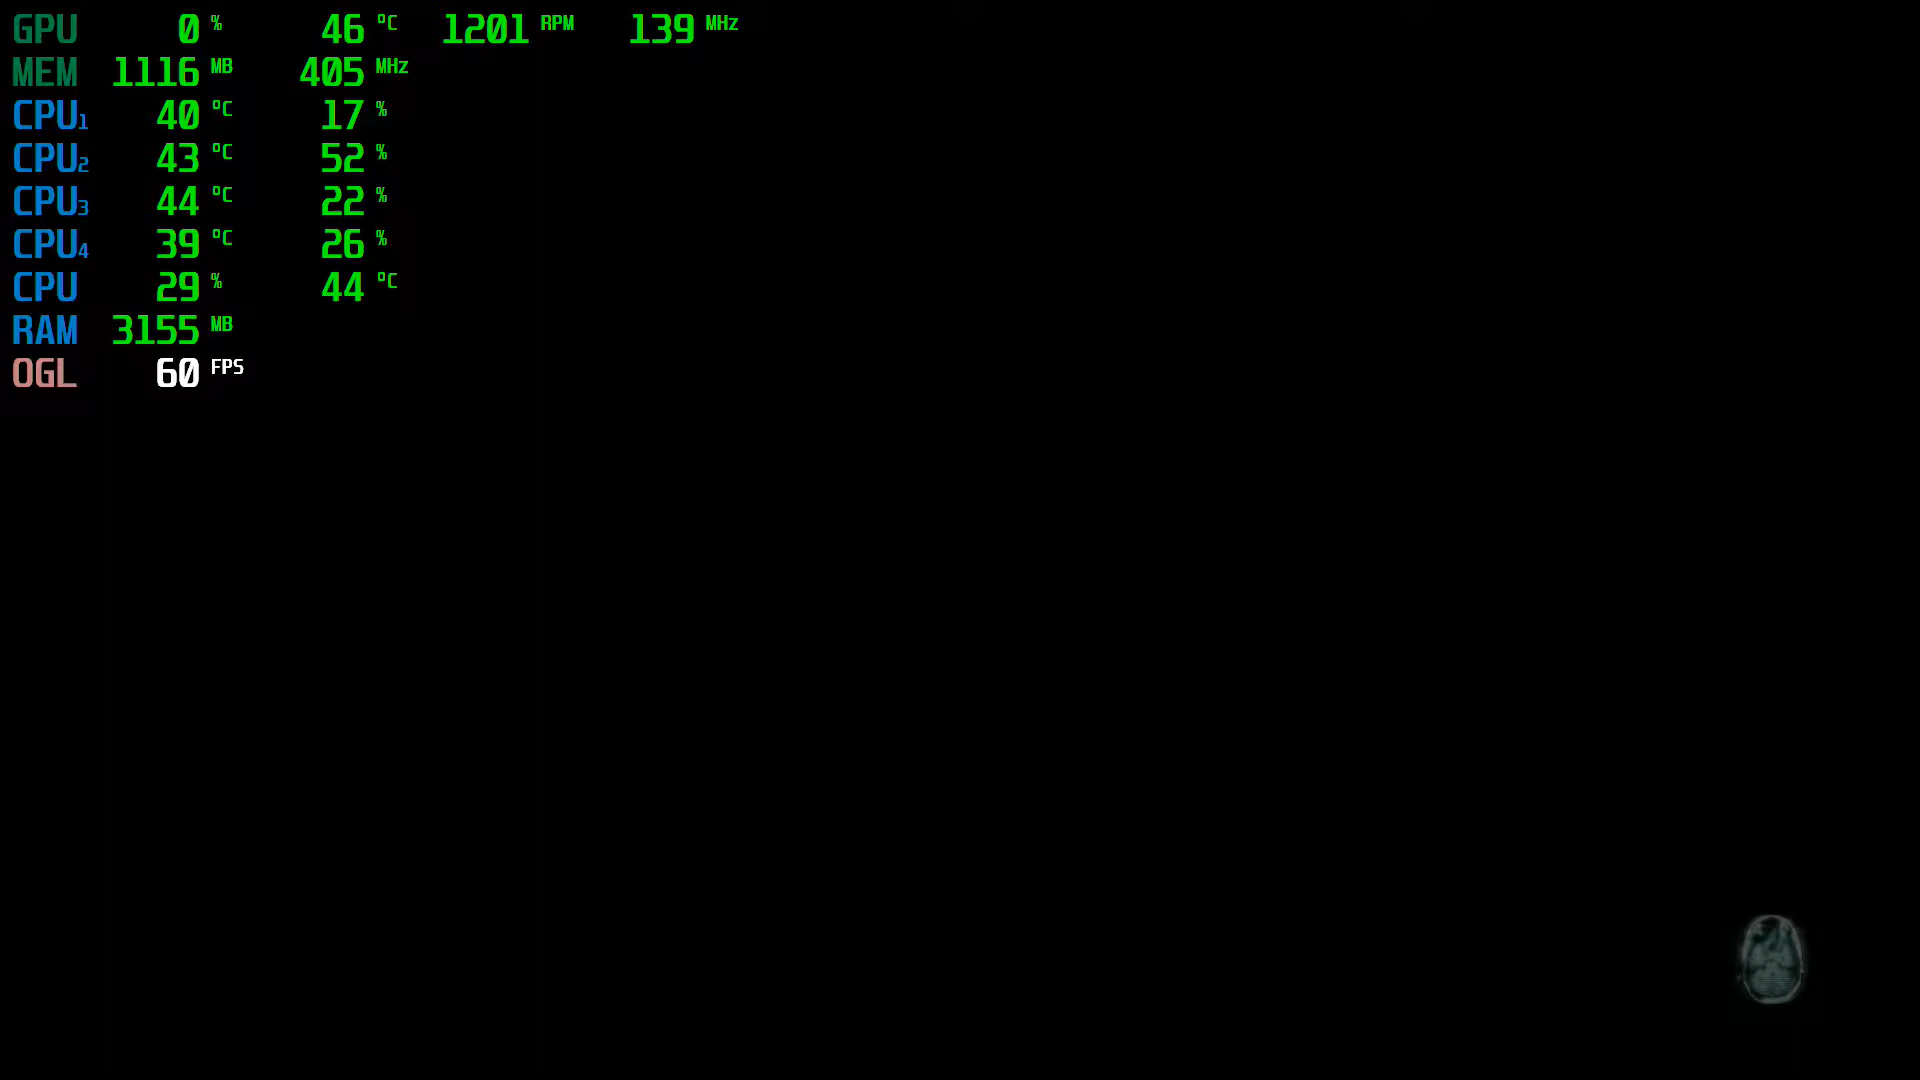 GPU 0 % 46 °C 1201 RPM 139 MHz
MEM 1116 MB 405 MHz
CPU1 40 °C 17 %
CPU2 43 °C 52 %
CPU3 44 °C 22 %
CPU4 39 °C 26 %
CPU 29 % 44 °C
RAM 3155 MB
OGL 60 FPS